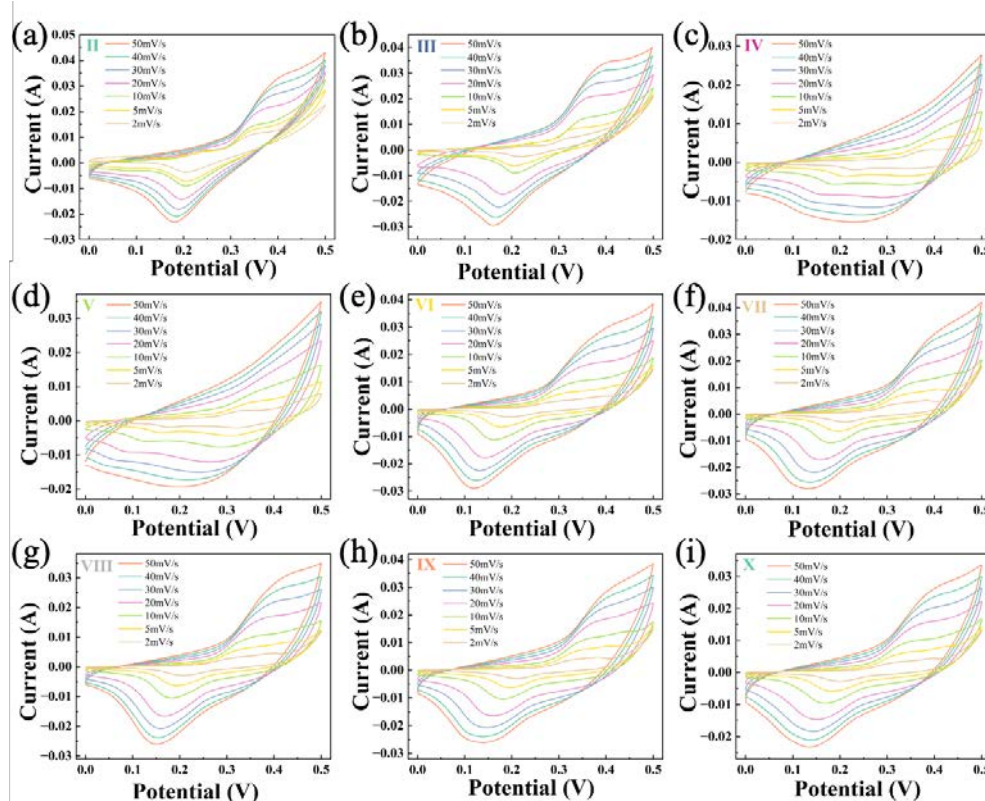 (a)
II
50mV/s
40mV/s
30mV/s
20mV/s
10mV/s
5mV/s
2mV/s
0.05
0.04
0.03
0.02
0.01
0.00
−0.01
−0.02
−0.03
Current (A)
0.0 0.1 0.2 0.3 0.4 0.5
Potential (V)
(b)
III
50mV/s
40mV/s
30mV/s
20mV/s
10mV/s
5mV/s
2mV/s
0.04
0.03
0.02
0.01
0.00
−0.01
−0.02
−0.03
Current (A)
0.0 0.1 0.2 0.3 0.4 0.5
Potential (V)
(c)
IV
50mV/s
40mV/s
30mV/s
20mV/s
10mV/s
5mV/s
2mV/s
0.03
0.02
0.01
0.00
−0.01
−0.02
Current (A)
0.0 0.1 0.2 0.3 0.4 0.5
Potential (V)
(d)
V
50mV/s
40mV/s
30mV/s
20mV/s
10mV/s
5mV/s
2mV/s
0.03
0.02
0.01
0.00
−0.01
−0.02
Current (A)
0.0 0.1 0.2 0.3 0.4 0.5
Potential (V)
(e)
VI
50mV/s
40mV/s
30mV/s
20mV/s
10mV/s
5mV/s
2mV/s
0.04
0.03
0.02
0.01
0.00
−0.01
−0.02
−0.03
Current (A)
0.0 0.1 0.2 0.3 0.4 0.5
Potential (V)
(f)
VII
50mV/s
40mV/s
30mV/s
20mV/s
10mV/s
5mV/s
2mV/s
0.04
0.03
0.02
0.01
0.00
−0.01
−0.02
−0.03
Current (A)
0.0 0.1 0.2 0.3 0.4 0.5
Potential (V)
(g)
VIII
50mV/s
40mV/s
30mV/s
20mV/s
10mV/s
5mV/s
2mV/s
0.03
0.02
0.01
0.00
−0.01
−0.02
−0.03
Current (A)
0.0 0.1 0.2 0.3 0.4 0.5
Potential (V)
(h)
IX
50mV/s
40mV/s
30mV/s
20mV/s
10mV/s
5mV/s
2mV/s
0.04
0.03
0.02
0.01
0.00
−0.01
−0.02
−0.03
Current (A)
0.0 0.1 0.2 0.3 0.4 0.5
Potential (V)
(i)
X
50mV/s
40mV/s
30mV/s
20mV/s
10mV/s
5mV/s
2mV/s
0.03
0.02
0.01
0.00
−0.01
−0.02
Current (A)
0.0 0.1 0.2 0.3 0.4 0.5
Potential (V)